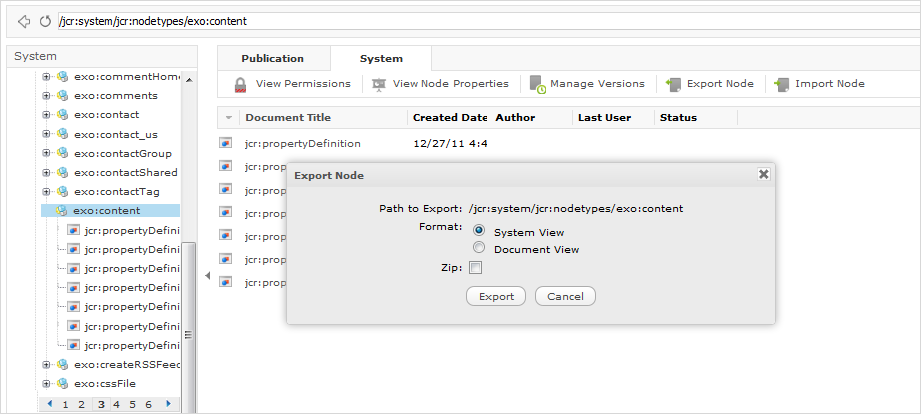 /jcr:system/jcr:nodetypes/exo:content
System
exo:commentHome
exo:comments
exo:contact
exo:contact_us
exo:contactGroup
exo:contactShared
exo:contactTag
exo:content
jcr:propertyDefini
jcr:propertyDefini
jcr:propertyDefini
jcr:propertyDefini
jcr:propertyDefini
jcr:propertyDefini
jcr:propertyDefini
exo:createRSSFeed
exo:cssFile
1 2 3 4 5 6
Publication System
View Permissions View Node Properties Manage Versions Export Node Import Node
Document Title Created Date Author Last User Status
jcr:propertyDefinition 12/27/11 4:4
jcr:prop
jcr:prop
jcr:prop
jcr:prop
jcr:prop
jcr:prop
Export Node
Path to Export: /jcr:system/jcr:nodetypes/exo:content
Format: System View
Document View
Zip:
Export Cancel